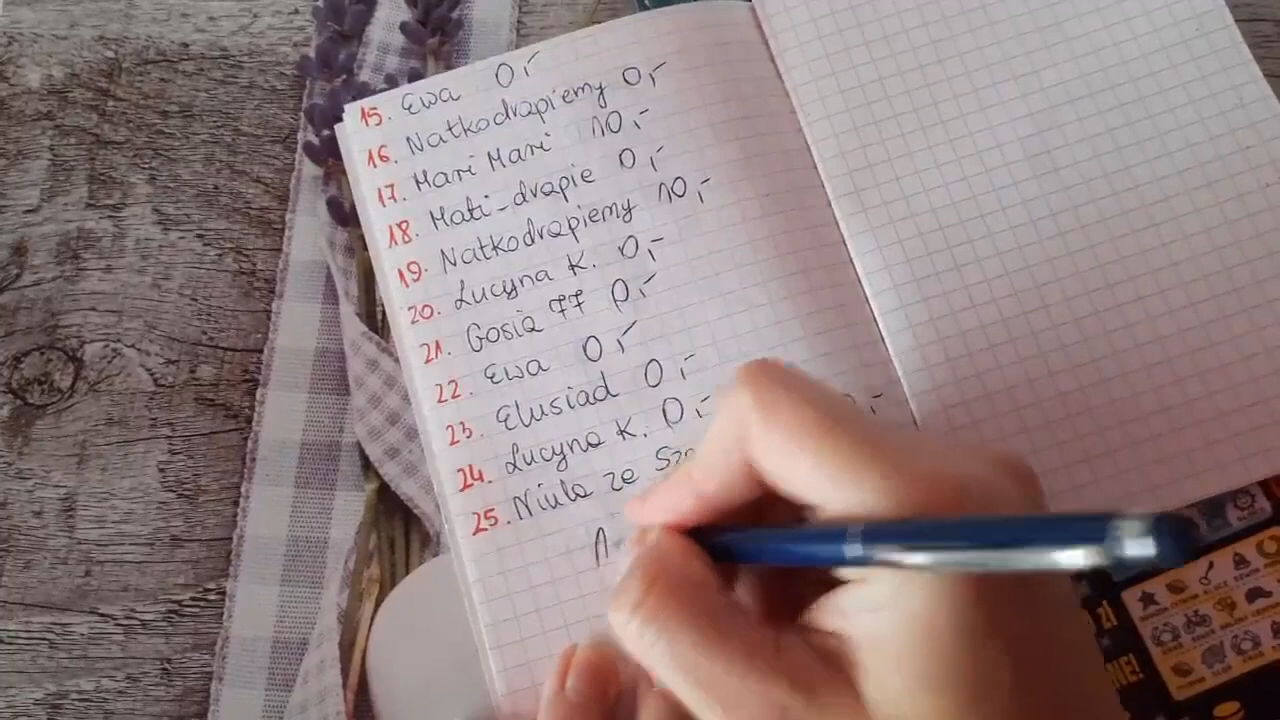 15. Ewa 0,-
16. Natkodrapiemy 0,-
17. Mari Mari 10,-
18. Mati-drapie 0,-
19. Natkodrapiemy 10,-
20. Lucyna K. 0,-
21. Gosia 77 0,-
22. Ewa 0,-
23. Elusiad 0,-
24. Lucyna K. 0,-
25. Niula ze